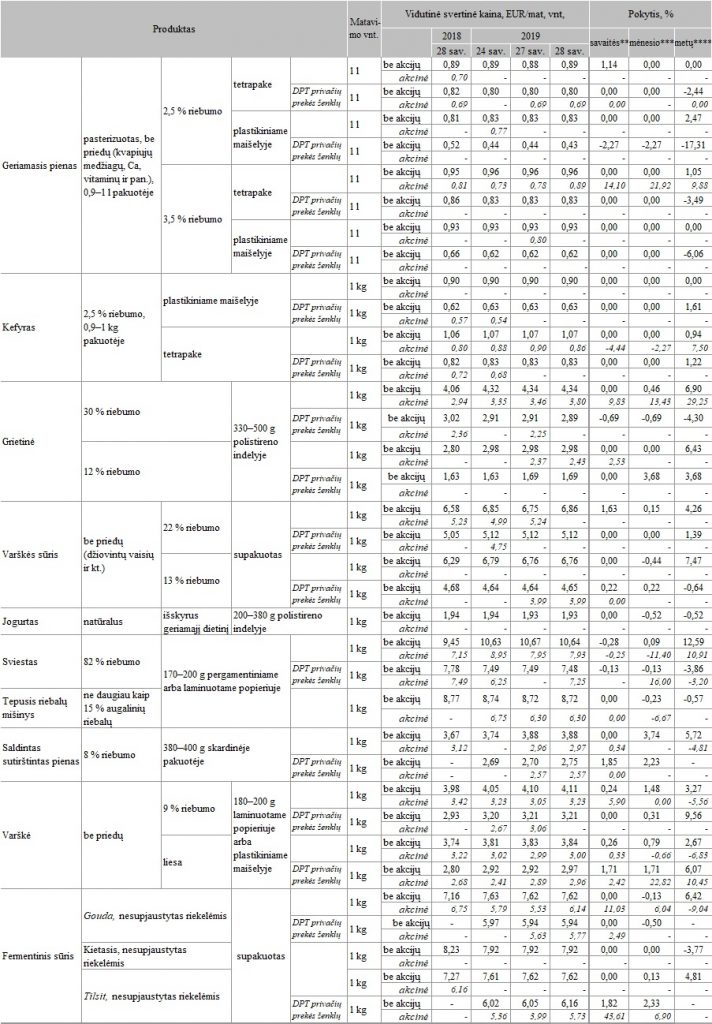 Produktas
Matavi-
mo vnt.
Vidutinė svertinė kaina, EUR/mat, vnt,
Pokytis, %
2018
2019
savaitės**
mėnesio***
metų****
28 sav.
24 sav.
27 sav.
28 sav.
Geriamasis pienas
pasterizuotas, be
priedų (kvapiųjų
medžiagų, Ca,
vitaminų ir pan.),
0,9–1 l pakuotėje
2,5 % riebumo
tetrapake
1 l
be akcijų 0,89 0,89 0,88 0,89 1,14 0,00 0,00
akcinė 0,70 - - - - - -
DPT privačių
prekės ženklų
1 l
be akcijų 0,82 0,80 0,80 0,80 0,00 0,00 -2,44
akcinė 0,69 - 0,69 0,69 0,00 - 0,00
plastikiniame
maišelyje
1 l
be akcijų 0,81 0,83 0,83 0,83 0,00 0,00 2,47
akcinė - 0,77 - - - - -
DPT privačių
prekės ženklų
1 l
be akcijų 0,52 0,44 0,44 0,43 -2,27 -2,27 -17,31
akcinė - - - - - - -
3,5 % riebumo
tetrapake
1 l
be akcijų 0,95 0,96 0,96 0,96 0,00 0,00 1,05
akcinė 0,81 0,73 0,78 0,89 14,10 21,92 9,88
DPT privačių
prekės ženklų
1 l
be akcijų 0,86 0,83 0,83 0,83 0,00 0,00 -3,49
akcinė - - - - - - -
plastikiniame
maišelyje
1 l
be akcijų 0,93 0,93 0,93 0,93 0,00 0,00 0,00
akcinė - - 0,80 - - - -
DPT privačių
prekės ženklų
1 l
be akcijų 0,66 0,62 0,62 0,62 0,00 0,00 -6,06
akcinė - - - - - - -
Kefyras
2,5 % riebumo,
0,9–1 kg
pakuotėje
plastikiniame maišelyje
1 kg
be akcijų 0,90 0,90 0,90 0,90 0,00 0,00 0,00
akcinė - - - - - - -
DPT privačių
prekės ženklų
1 kg
be akcijų 0,62 0,63 0,63 0,63 0,00 0,00 1,61
akcinė 0,57 0,54 - - - - -
tetrapake
1 kg
be akcijų 1,06 1,07 1,07 1,07 0,00 0,00 0,94
akcinė 0,80 0,88 0,90 0,86 -4,44 -2,27 7,50
DPT privačių
prekės ženklų
1 kg
be akcijų 0,82 0,83 0,83 0,83 0,00 0,00 1,22
akcinė 0,72 0,68 - - - - -
Grietinė
30 % riebumo
330–500 g
polistireno
indelyje
1 kg
be akcijų 4,06 4,32 4,34 4,34 0,00 0,46 6,90
akcinė 2,94 3,35 3,46 3,80 9,83 13,43 29,25
DPT privačių
prekės ženklų
1 kg
be akcijų 3,02 2,91 2,91 2,89 -0,69 -0,69 -4,30
akcinė 2,36 - 2,25 - - - -
12 % riebumo
1 kg
be akcijų 2,80 2,98 2,98 2,98 0,00 0,00 6,43
akcinė - - 2,37 2,43 2,53 - -
DPT privačių
prekės ženklų
1 kg
be akcijų 1,63 1,63 1,69 1,69 0,00 3,68 3,68
akcinė - - - - - - -
Varškės sūris
be priedų
(džiovintų vaisių
ir kt.)
22 % riebumo
supakuotas
1 kg
be akcijų 6,58 6,85 6,75 6,86 1,63 0,15 4,26
akcinė 5,23 4,99 5,24 - - - -
DPT privačių
prekės ženklų
1 kg
be akcijų 5,05 5,12 5,12 5,12 0,00 0,00 1,39
akcinė - 4,75 - - - - -
13 % riebumo
1 kg
be akcijų 6,29 6,79 6,76 6,76 0,00 -0,44 7,47
akcinė - - - - - - -
DPT privačių
prekės ženklų
1 kg
be akcijų 4,68 4,64 4,64 4,65 0,22 0,22 -0,64
akcinė - - 3,99 3,99 0,00 - -
Jogurtas
natūralus
išskyrus
geriamąjį dietinį
200–380 g polistireno
indelyje
1 kg
be akcijų 1,94 1,94 1,93 1,93 0,00 -0,52 -0,52
akcinė - - - - - - -
Sviestas
82 % riebumo
170–200 g pergamentiniame
arba laminuotame popieriuje
1 kg
be akcijų 9,45 10,63 10,67 10,64 -0,28 0,09 12,59
akcinė 7,15 8,95 7,95 7,93 -0,25 -11,40 10,91
DPT privačių
prekės ženklų
1 kg
be akcijų 7,78 7,49 7,49 7,48 -0,13 -0,13 -3,86
akcinė 7,49 6,25 - 7,25 - 16,00 -3,20
Tepusis riebalų
mišinys
ne daugiau kaip
15 % augalinių
riebalų
1 kg
be akcijų 8,77 8,74 8,72 8,72 0,00 -0,23 -0,57
akcinė - 6,75 6,30 6,30 0,00 -6,67 -
Saldintas
sutirštintas pienas
8 % riebumo
380–400 g skardinėje
pakuotėje
1 kg
be akcijų 3,67 3,74 3,88 3,88 0,00 3,74 5,72
akcinė 3,12 - 2,96 2,97 0,34 - -4,81
DPT privačių
prekės ženklų
1 kg
be akcijų - 2,69 2,70 2,75 1,85 2,23 -
akcinė - - 2,57 2,57 0,00 - -
Varškė
be priedų
9 % riebumo
180–200 g
laminuotame
popieriuje
arba
plastikiniame
maišelyje
1 kg
be akcijų 3,98 4,05 4,10 4,11 0,24 1,48 3,27
akcinė 3,42 3,23 3,05 3,23 5,90 0,00 -5,56
DPT privačių
prekės ženklų
1 kg
be akcijų 2,93 3,20 3,21 3,21 0,00 0,31 9,56
akcinė - 2,67 3,06 - - - -
liesa
1 kg
be akcijų 3,74 3,81 3,83 3,84 0,26 0,79 2,67
akcinė 3,22 3,02 2,99 3,00 0,33 -0,66 -6,83
DPT privačių
prekės ženklų
1 kg
be akcijų 2,80 2,92 2,92 2,97 1,71 1,71 6,07
akcinė 2,68 2,41 2,89 2,96 2,42 22,82 10,45
Fermentinis sūris
Gouda, nesupjaustytas riekelėmis
supakuotas
1 kg
be akcijų 7,16 7,63 7,62 7,62 0,00 -0,13 6,42
akcinė 6,75 5,79 5,53 6,14 11,03 6,04 -9,04
DPT privačių
prekės ženklų
1 kg
be akcijų - 5,97 5,94 5,94 0,00 -0,50 -
akcinė - - 5,63 5,77 2,49 - -
Kietasis, nesupjaustytas
riekelėmis
1 kg
be akcijų 8,23 7,92 7,92 7,92 0,00 0,00 -3,77
akcinė - - - - - - -
Tilsit, nesupjaustytas riekelėmis
1 kg
be akcijų 7,27 7,61 7,62 7,62 0,00 0,13 4,81
akcinė 6,16 - - - - - -
DPT privačių
prekės ženklų
1 kg
be akcijų - 6,02 6,05 6,16 1,82 2,33 -
akcinė - 5,36 3,99 5,73 43,61 6,90 -